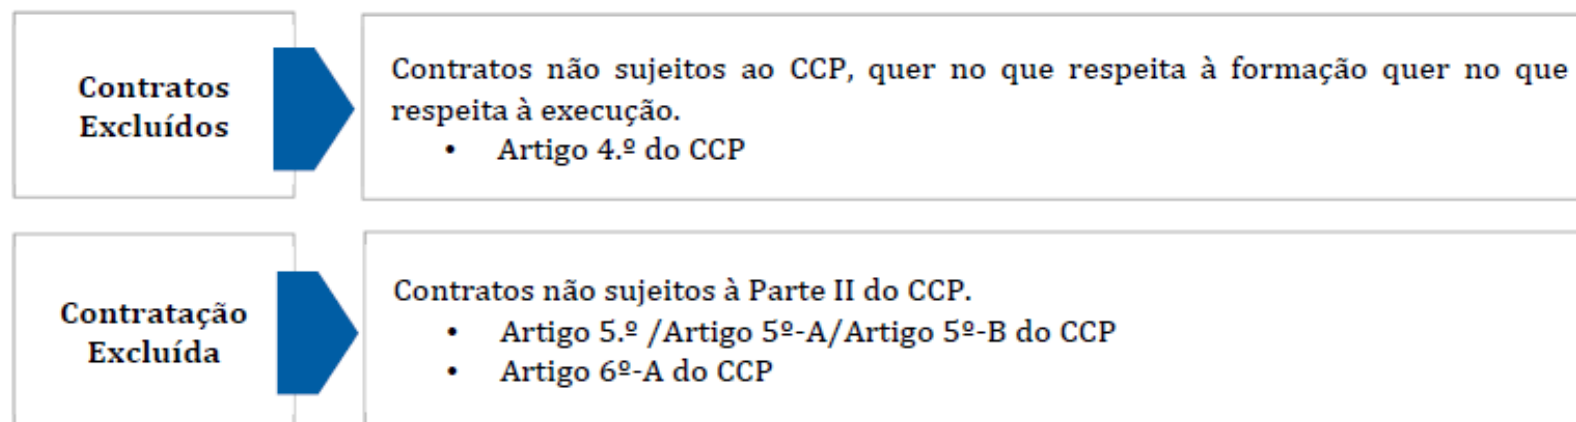 Contratos
Excluídos
Contratos não sujeitos ao CCP, quer no que respeita à formação quer no que
respeita à execução.
• Artigo 4.º do CCP
Contratação
Excluída
Contratos não sujeitos à Parte II do CCP.
• Artigo 5.º /Artigo 5º-A/Artigo 5º-B do CCP
• Artigo 6º-A do CCP